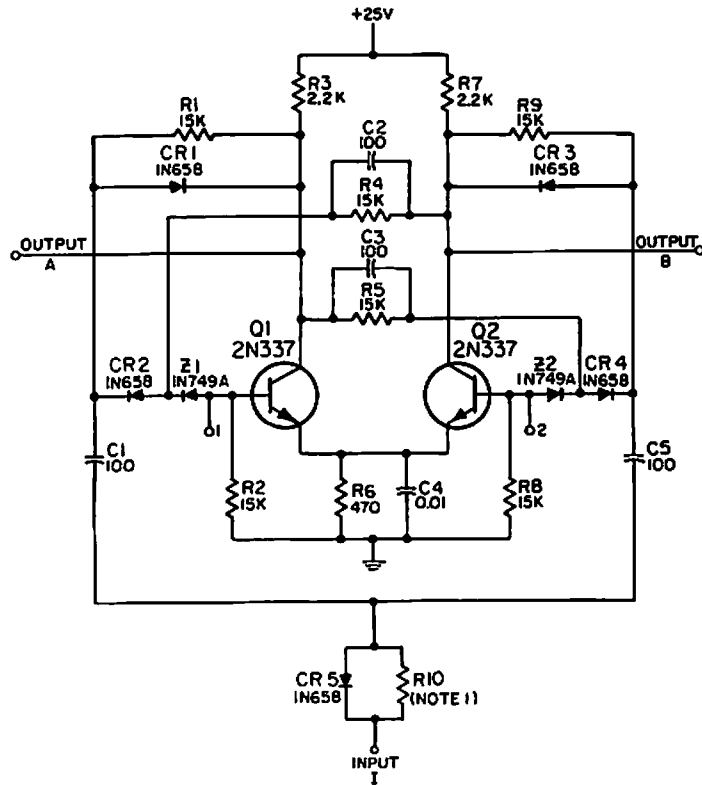 +25V
R3
2.2K
R7
2.2K
R1
15K
R9
15K
C2
100
CR1
1N658
CR3
1N658
R4
15K
OUTPUT
A
OUTPUT
B
C3
100
R5
15K
Q1
2N337
Q2
2N337
CR2
1N658
Z1
1N749A
Z2
1N749A
CR4
1N658
1
2
C1
100
C5
100
R2
15K
R6
470
C4
0.01
R8
15K
CR5
1N658
R10
(NOTE 1)
INPUT
I